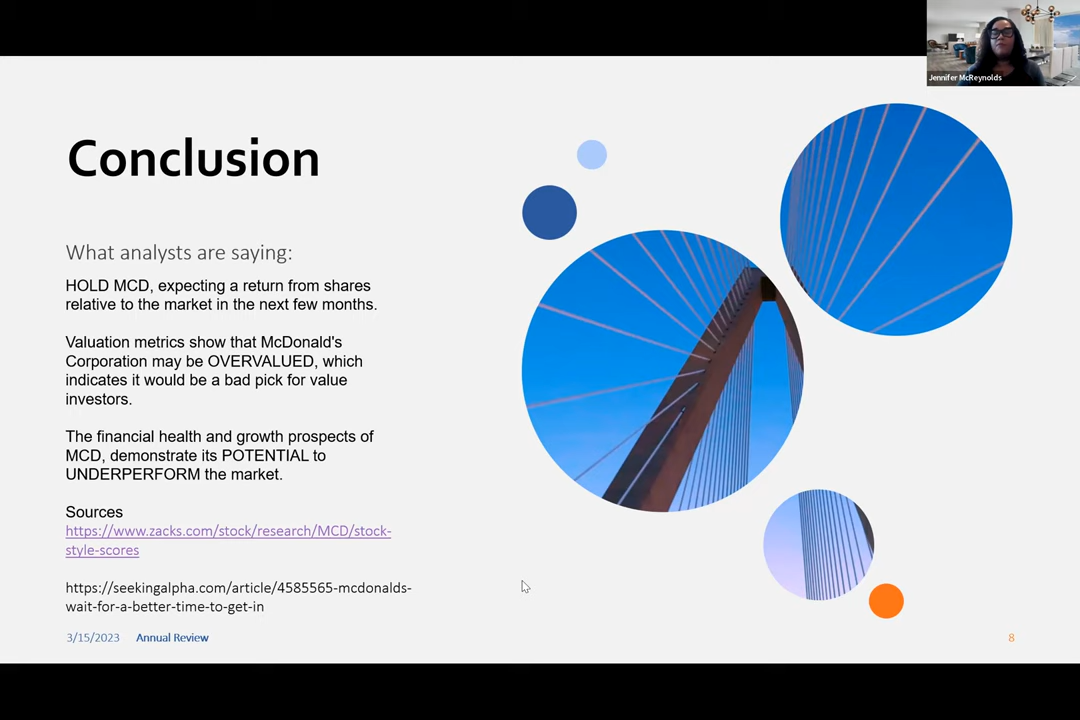 Jennifer McReynolds
Conclusion
What analysts are saying:
HOLD MCD, expecting a return from shares
relative to the market in the next few months.
Valuation metrics show that McDonald's
Corporation may be OVERVALUED, which
indicates it would be a bad pick for value
investors.
The financial health and growth prospects of
MCD, demonstrate its POTENTIAL to
UNDERPERFORM the market.
Sources
https://www.zacks.com/stock/research/MCD/stock-
style-scores
https://seekingalpha.com/article/4585565-mcdonalds-
wait-for-a-better-time-to-get-in
3/15/2023 Annual Review
8